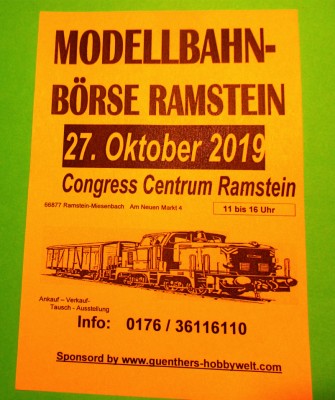 MODELLBAHN-
BÖRSE RAMSTEIN
27. Oktober 2019
Congress Centrum Ramstein
66877 Ramstein-Miesenbach Am Neuen Markt 4
11 bis 16 Uhr
Ankauf – Verkauf-
Tausch - Ausstellung
Info: 0176 / 36116110
Sponsord by www.guenthers-hobbywelt.com